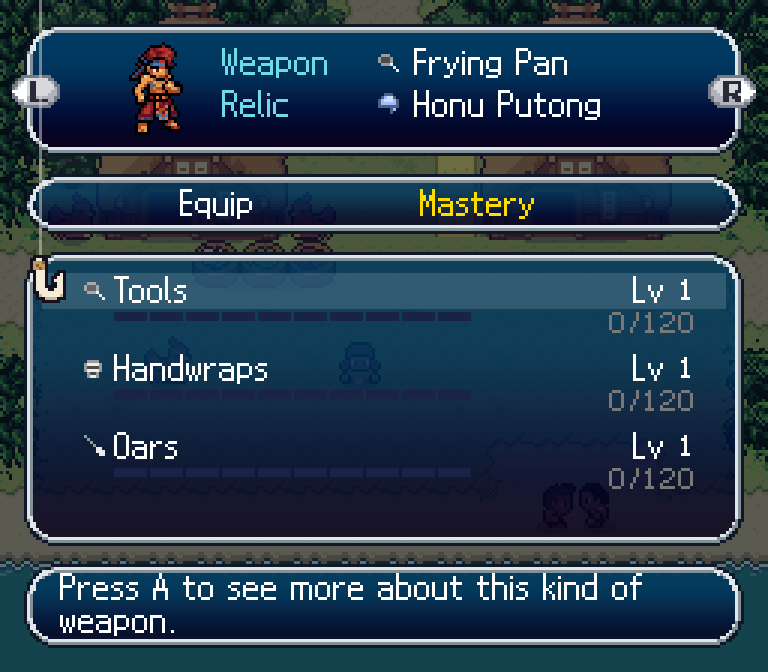 L
Weapon Frying Pan
R
Relic Honu Putong
Equip Mastery
Tools Lv 1
0/120
Handwraps Lv 1
0/120
Oars Lv 1
0/120
Press A to see more about this kind of
weapon.